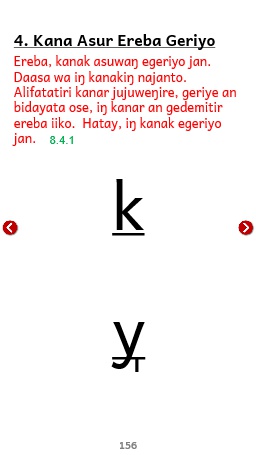 4. Kana Asur Ereba Geriyo
Ereba, kanak asuwaŋ egeriyo jan.
Daasa wa iŋ kanakiŋ najanto.
Alifatatiri kanar jujuweŋire, geriye an
bidayata ose, iŋ kanar an gedemitir
ereba iiko. Hatay, iŋ kanak egeriyo
jan. 8.4.1
k
y
156